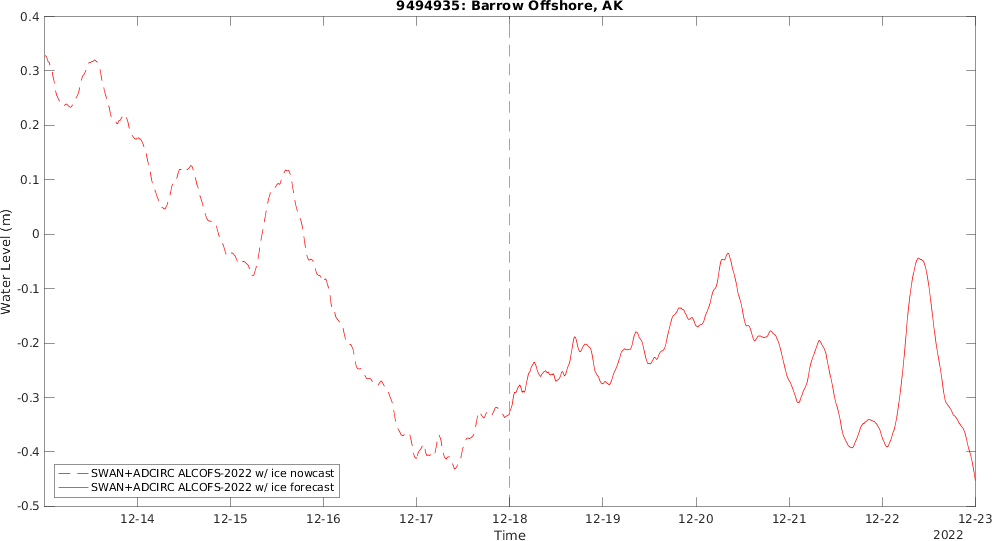 9494935: Barrow Offshore, AK
0.4
0.3
0.2
0.1
0
-0.1
-0.2
-0.3
-0.4
-0.5
Water Level (m)
SWAN+ADCIRC ALCOFS-2022 w/ ice nowcast
SWAN+ADCIRC ALCOFS-2022 w/ ice forecast
12-14 12-15 12-16 12-17 12-18 12-19 12-20 12-21 12-22 12-23
Time
2022